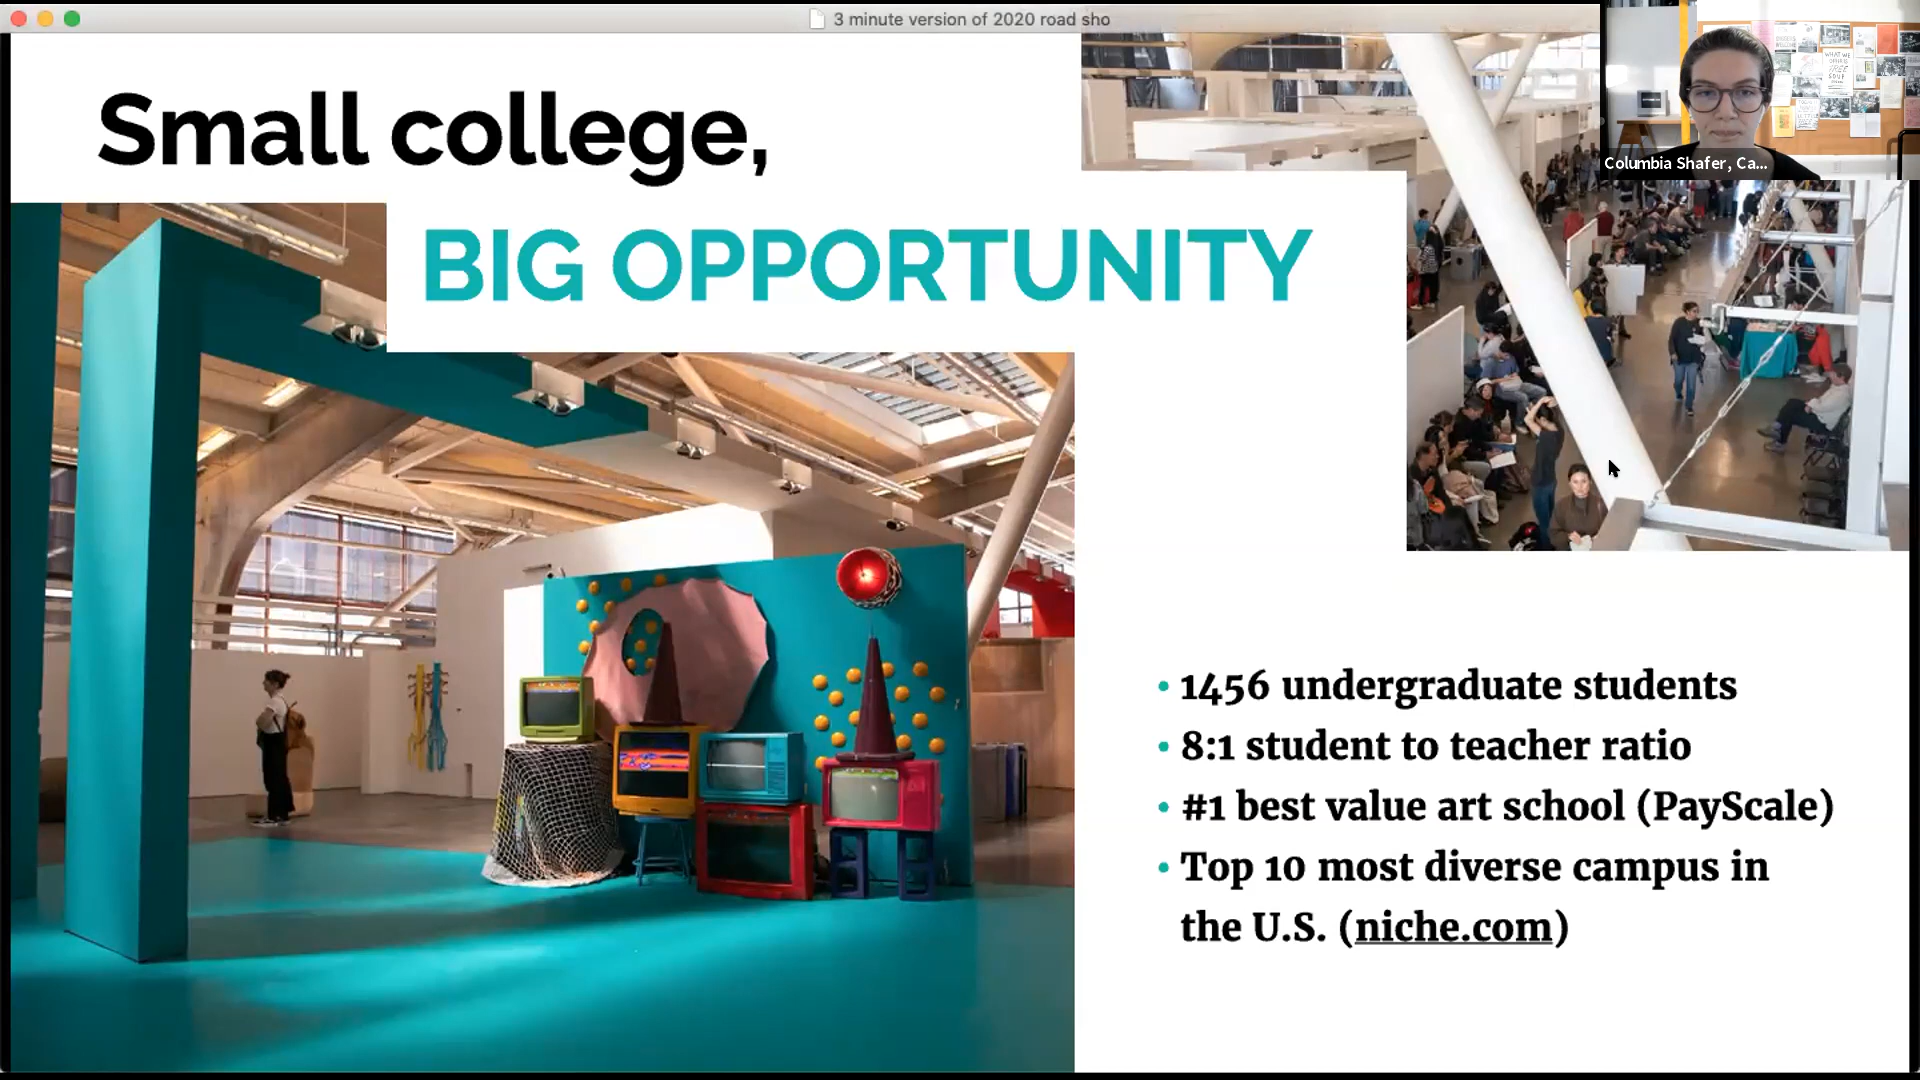 3 minute version of 2020 road sho
Small college,
BIG OPPORTUNITY
Columbia Shafer, Ca...
• 1456 undergraduate students
• 8:1 student to teacher ratio
• #1 best value art school (PayScale)
• Top 10 most diverse campus in
the U.S. (niche.com)